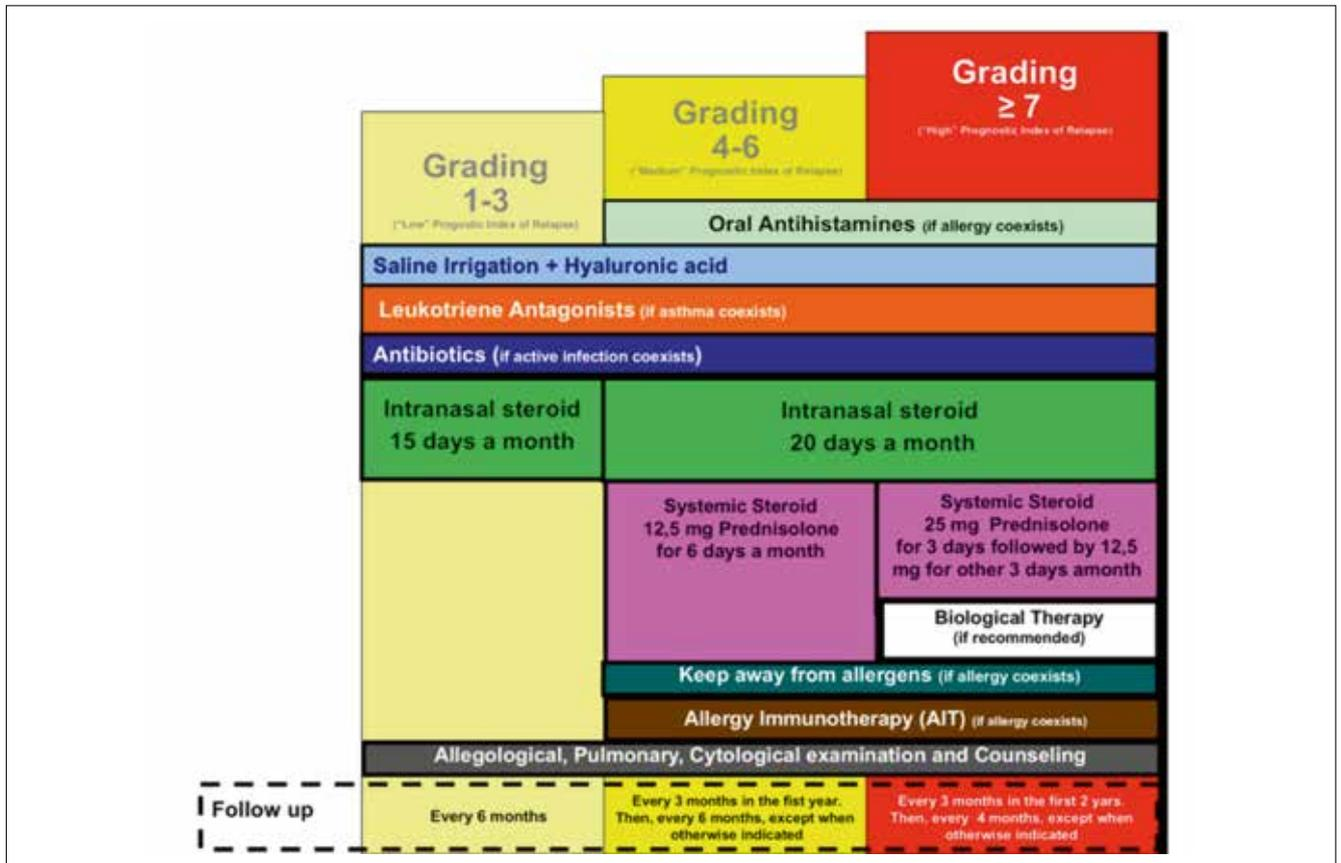 Grading
≥ 7
("High" Prognostic Index of Relapse)
Grading
4-6
("Medium" Prognostic Index of Relapse)
Grading
1-3
("Low" Prognostic Index of Relapse)
Oral Antihistamines (if allergy coexists)
Saline Irrigation + Hyaluronic acid
Leukotriene Antagonists (if asthma coexists)
Antibiotics (if active infection coexists)
Intranasal steroid
15 days a month
Intranasal steroid
20 days a month
Systemic Steroid
12,5 mg Prednisolone
for 6 days a month
Systemic Steroid
25 mg Prednisolone
for 3 days followed by 12,5
mg for other 3 days amonth
Biological Therapy
(if recommended)
Keep away from allergens (if allergy coexists)
Allergy Immunotherapy (AIT) (if allergy coexists)
Allegological, Pulmonary, Cytological examination and Counseling
Follow up
Every 6 months
Every 3 months in the fist year.
Then, every 6 months, except when
otherwise indicated
Every 3 months in the first 2 yars.
Then, every 4 months, except when
otherwise indicated